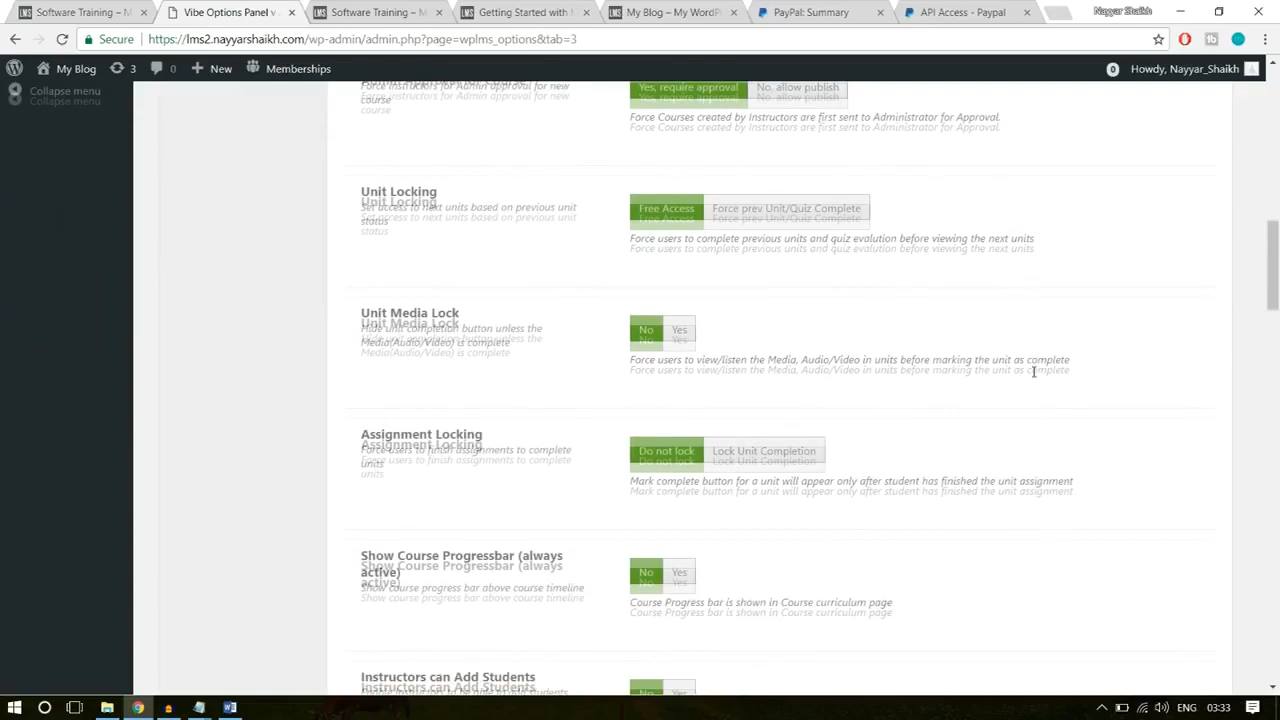 Software Training – M
Vibe Options Panel v
Software Training – M
Getting Started with
My Blog – My WordP
PayPal: Summary
API Access - Paypal
Nayyar Shaikh
Secure
https://lms2.nayyarshaikh.com/wp-admin/admin.php?page=wplms_options&tab=3
My Blog
3
0
New
Memberships
0
Howdy, Nayyar_Shaikh
Collapse menu
Force instructors for Admin approval for new
course
Yes, require approval
No, allow publish
Force Courses created by Instructors are first sent to Administrator for Approval.
Unit Locking
Set access to next units based on previous unit
status
Free Access
Force prev Unit/Quiz Complete
Force users to complete previous units and quiz evalution before viewing the next units
Unit Media Lock
Hide unit completion button unless the
Media(Audio/Video) is complete
No
Yes
Force users to view/listen the Media, Audio/Video in units before marking the unit as complete
Assignment Locking
Force users to finish assignments to complete
units
Do not lock
Lock Unit Completion
Mark complete button for a unit will appear only after student has finished the unit assignment
Show Course Progressbar (always
active)
Show course progress bar above course timeline
No
Yes
Course Progress bar is shown in Course curriculum page
Instructors can Add Students
No
Yes
ENG
03:33